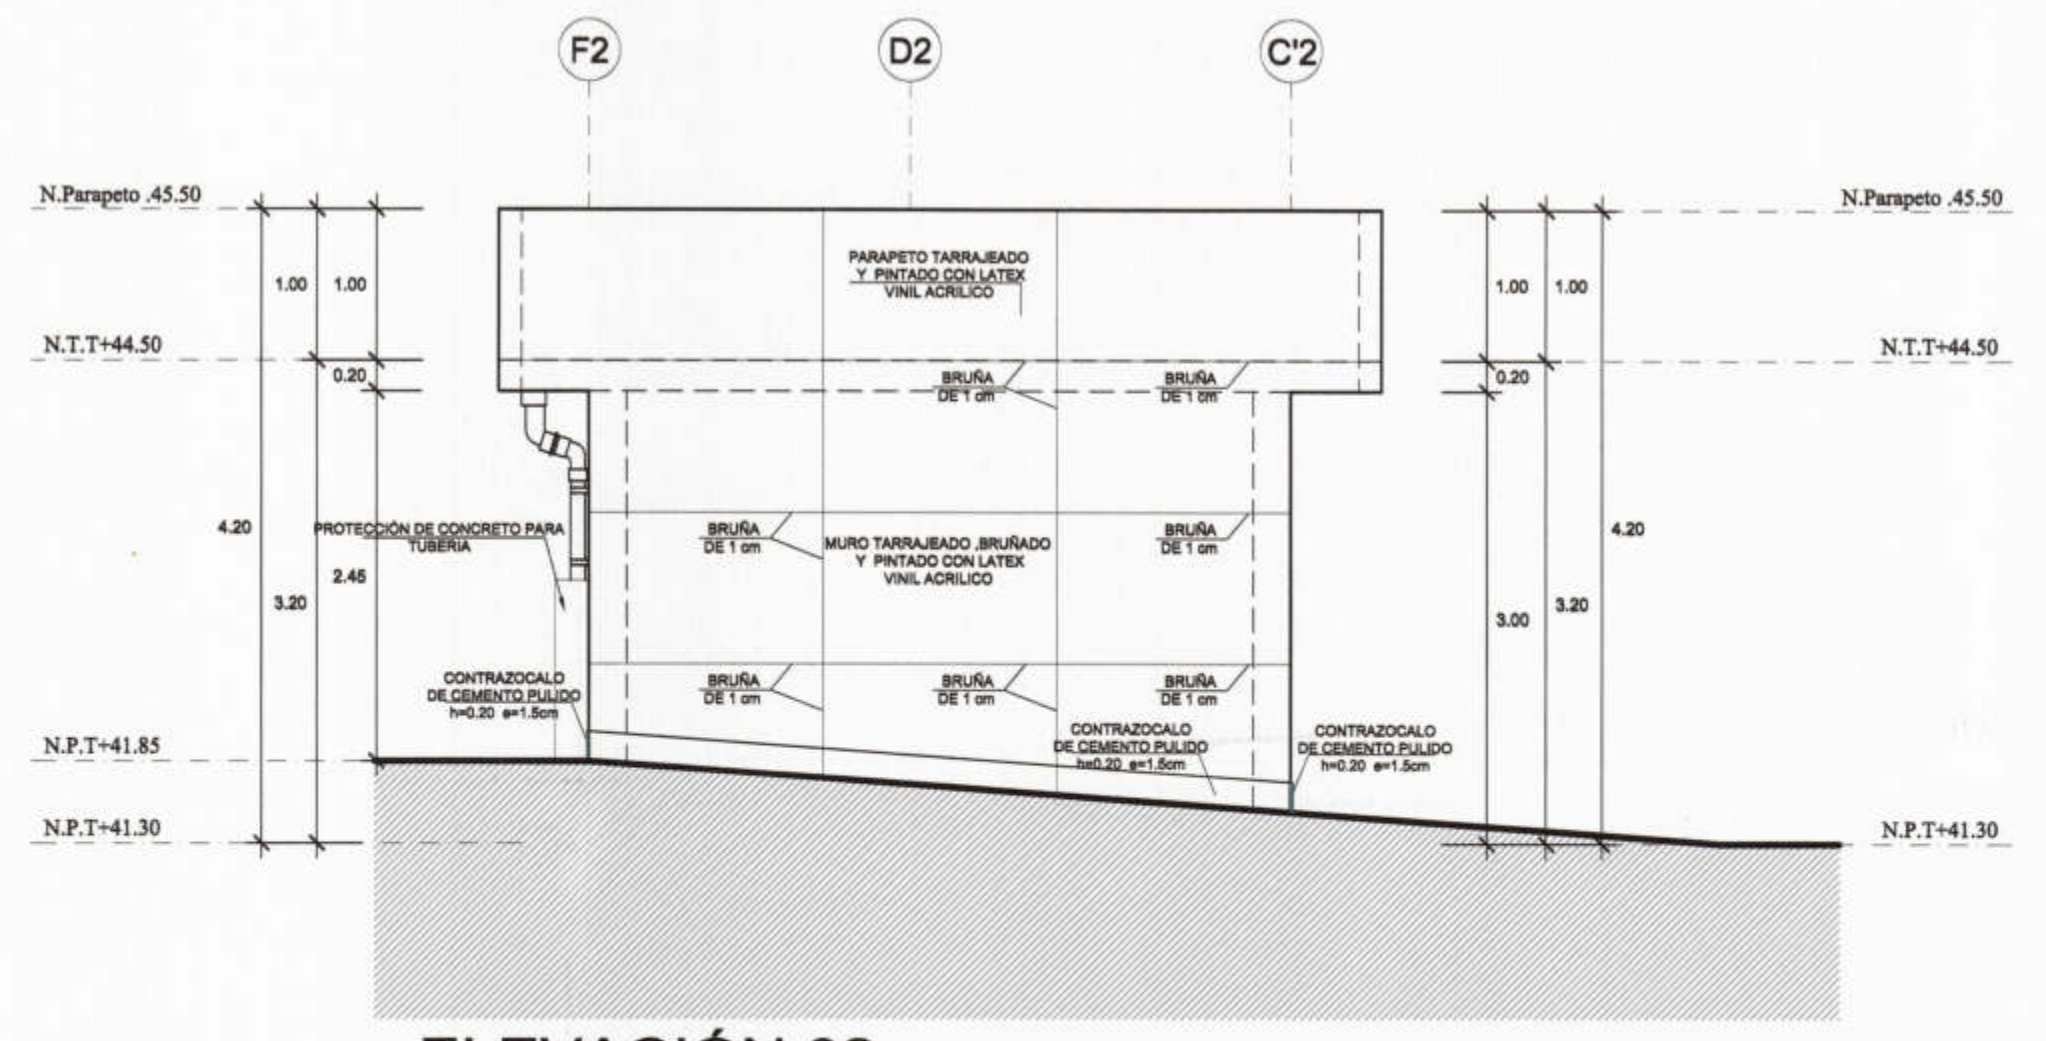 F2
D2
C'2
N.Parapeto .45.50
N.Parapeto .45.50
1.00
1.00
PARAPETO TARRAJEADO
Y PINTADO CON LATEX
VINIL ACRILICO
1.00
1.00
N.T.T+44.50
N.T.T+44.50
0.20
BRUÑA
DE 1 cm
BRUÑA
DE 1 cm
0.20
4.20
PROTECCIÓN DE CONCRETO PARA
TUBERIA
BRUÑA
DE 1 cm
MURO TARRAJEADO ,BRUÑADO
Y PINTADO CON LATEX
VINIL ACRILICO
BRUÑA
DE 1 cm
4.20
2.45
3.20
3.00
3.20
CONTRAZOCALO
DE CEMENTO PULIDO
h=0.20 e=1.5cm
BRUÑA
DE 1 cm
BRUÑA
DE 1 cm
BRUÑA
DE 1 cm
CONTRAZOCALO
DE CEMENTO PULIDO
h=0.20 e=1.5cm
CONTRAZOCALO
DE CEMENTO PULIDO
h=0.20 e=1.5cm
N.P.T+41.85
N.P.T+41.30
N.P.T+41.30
ELEVACIÓN